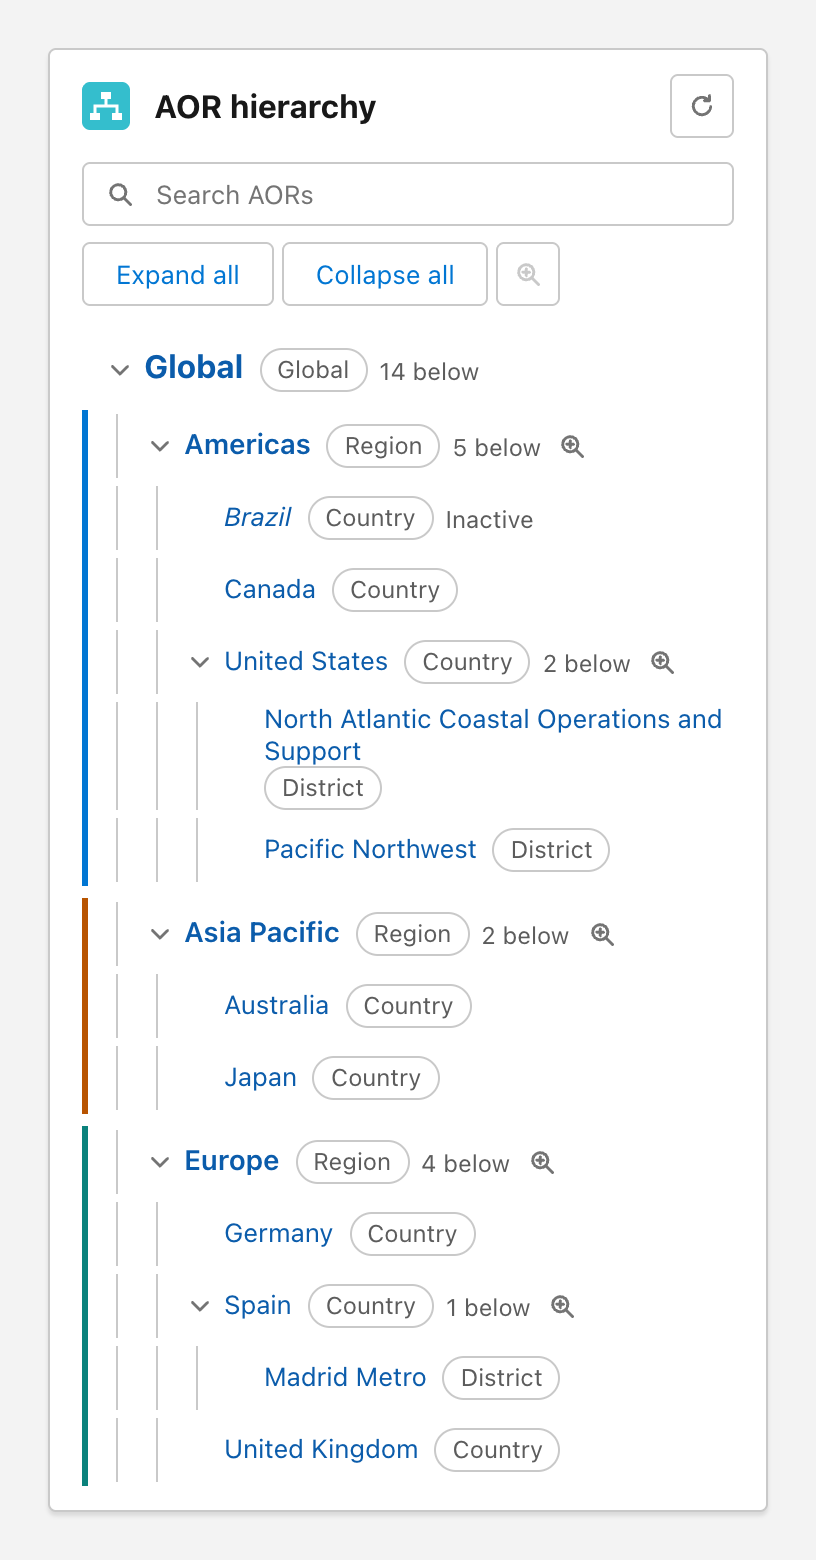 AOR hierarchy
Search AORs
Expand all Collapse all
Global Global 14 below
Americas Region 5 below
Brazil Country Inactive
Canada Country
United States Country 2 below
North Atlantic Coastal Operations and
Support
District
Pacific Northwest District
Asia Pacific Region 2 below
Australia Country
Japan Country
Europe Region 4 below
Germany Country
Spain Country 1 below
Madrid Metro District
United Kingdom Country